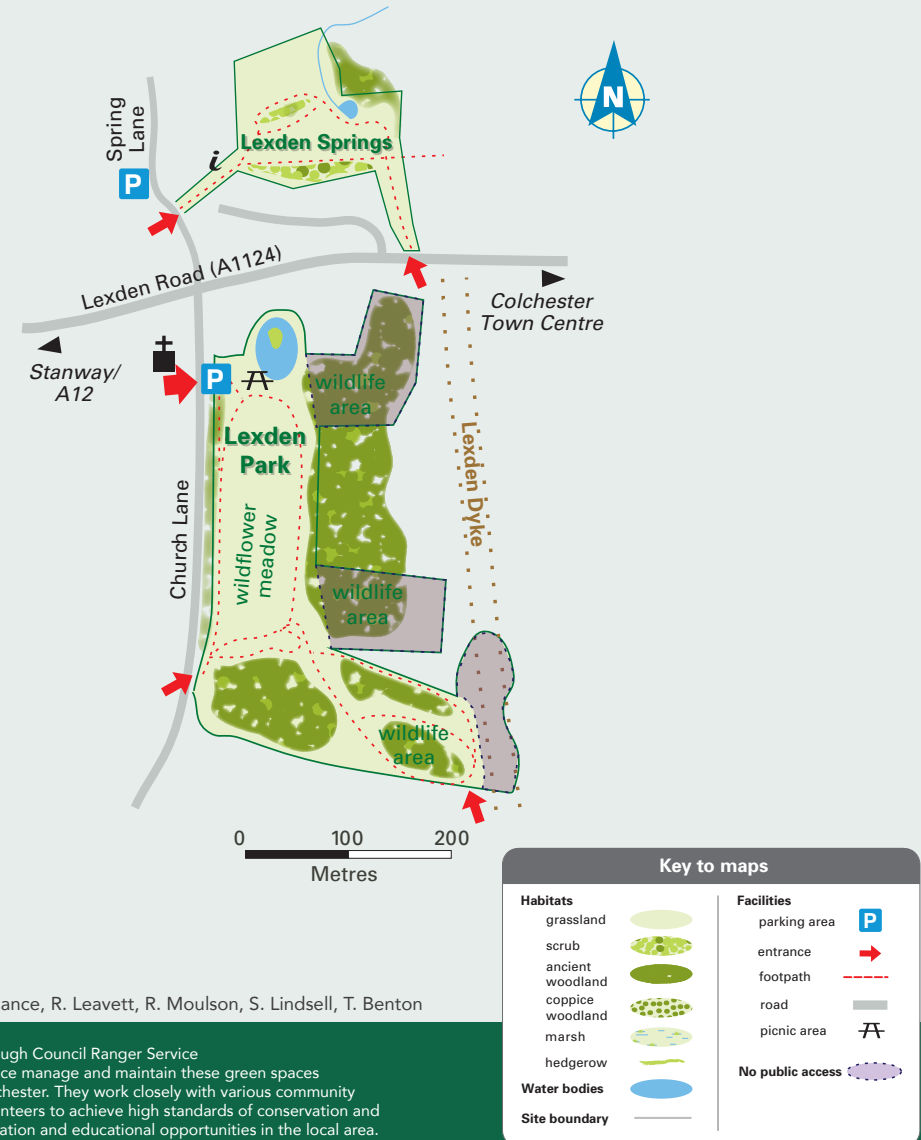 Spring
Lane
P
i
Lexden Springs
N
Lexden Road (A1124)
Colchester
Town Centre
Stanway/
A12
P
wildlife
area
Lexden
Park
Church Lane
wildflower
meadow
Lexden Dyke
wildlife
area
wildlife
area
0 100 200
Metres
Key to maps
Habitats
grassland
scrub
ancient
woodland
coppice
woodland
marsh
hedgerow
Water bodies
Site boundary
Facilities
parking area P
entrance
footpath
road
picnic area
No public access
ance, R. Leavett, R. Moulson, S. Lindsell, T. Benton
ugh Council Ranger Service
ce manage and maintain these green spaces
chester. They work closely with various community
nteers to achieve high standards of conservation and
ation and educational opportunities in the local area.